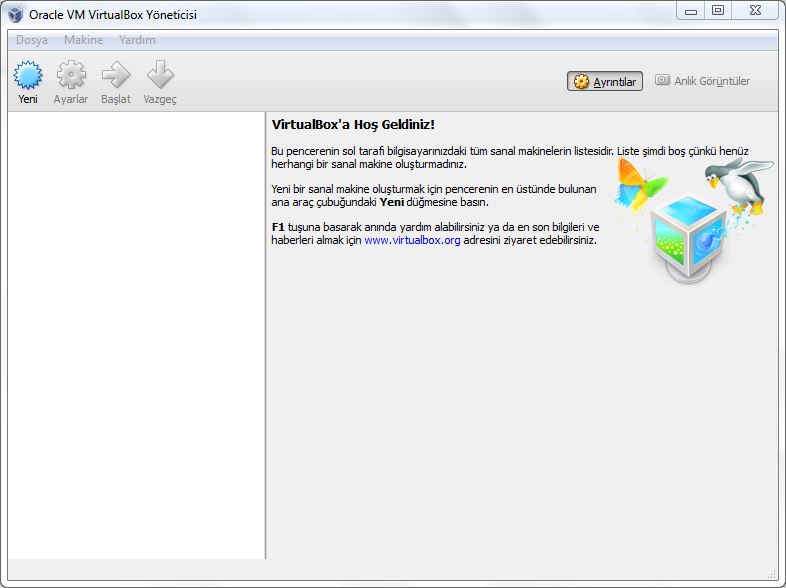 Oracle VM VirtualBox Yöneticisi
Dosya Makine Yardım
Yeni Ayarlar Başlat Vazgeç
Ayrıntılar Anlık Görüntüler
VirtualBox'a Hoş Geldiniz!
Bu pencerenin sol tarafı bilgisayarınızdaki tüm sanal makinelerin listesidir. Liste şimdi boş çünkü henüz
herhangi bir sanal makine oluşturmadınız.
Yeni bir sanal makine oluşturmak için pencerenin en üstünde bulunan
ana araç çubuğundaki Yeni düğmesine basın.
F1 tuşuna basarak anında yardım alabilirsiniz ya da en son bilgileri ve
haberleri almak için www.virtualbox.org adresini ziyaret edebilirsiniz.